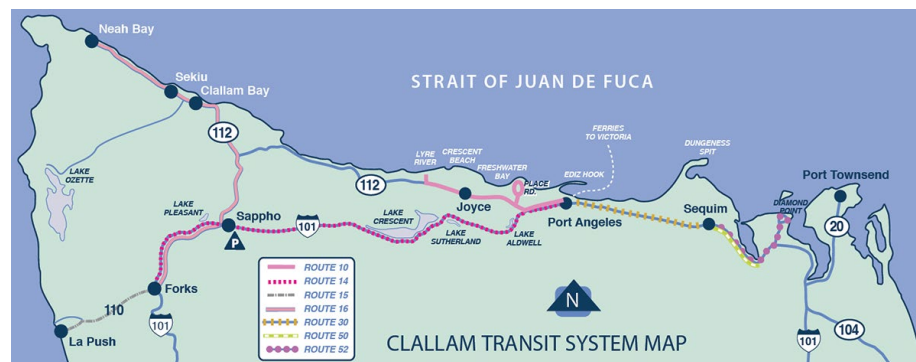 Neah Bay
Sekiu
Clallam Bay
112
STRAIT OF JUAN DE FUCA
LAKE
OZETTE
112
LYRE
RIVER
CRESCENT
BEACH
FRESHWATER
BAY
PLACE
RD.
EDIZ HOOK
FERRIES
TO VICTORIA
DUNGENESS
SPIT
Port Townsend
DIAMOND
POINT
20
LAKE
PLEASANT
Sappho
P
101
LAKE
CRESCENT
Joyce
LAKE
SUTHERLAND
LAKE
ALDWELL
Port Angeles
Sequim
Forks
110
La Push
101
ROUTE 10
ROUTE 14
ROUTE 15
ROUTE 16
ROUTE 30
ROUTE 50
ROUTE 52
N
CLALLAM TRANSIT SYSTEM MAP
101
104